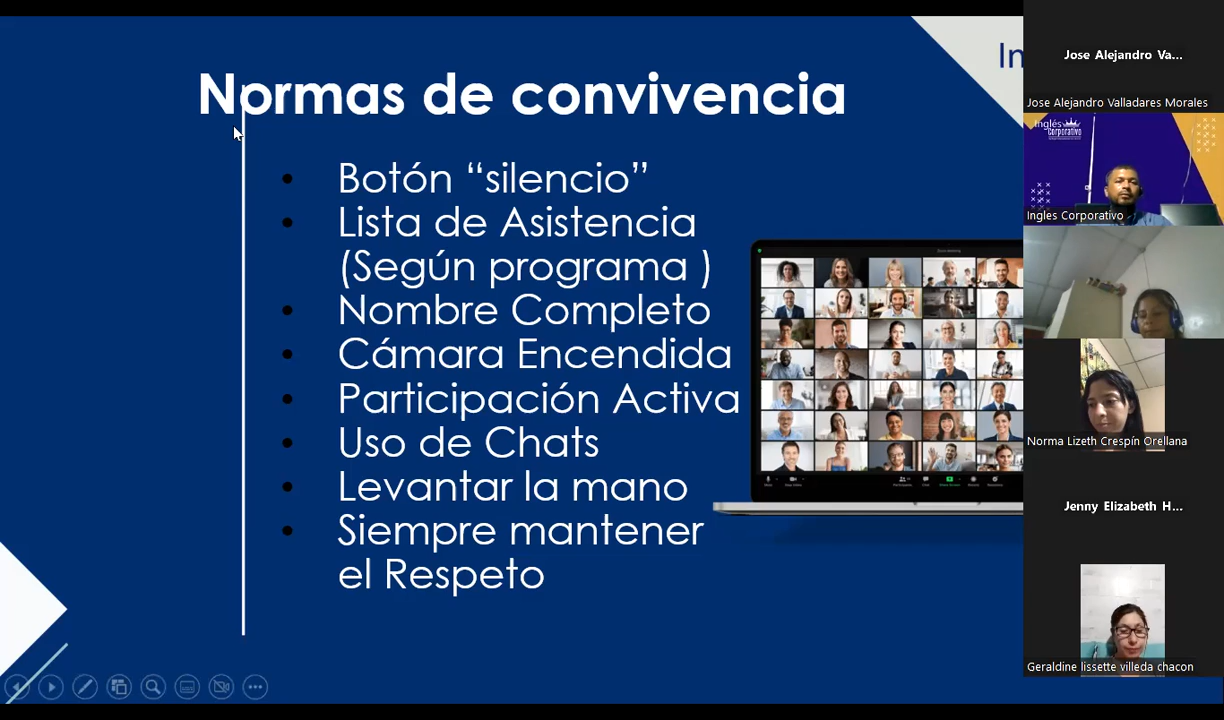 Normas de convivencia
Botón “silencio”
Lista de Asistencia
(Según programa )
Nombre Completo
Cámara Encendida
Participación Activa
Uso de Chats
Levantar la mano
Siempre mantener
el Respeto
In
Jose Alejandro Va...
Jose Alejandro Valladares Morales
Inglés
Corporativo
Ingles Corporativo
Norma Lizeth Crespín Orellana
Jenny Elizabeth H...
Geraldine lissette villeda chacon